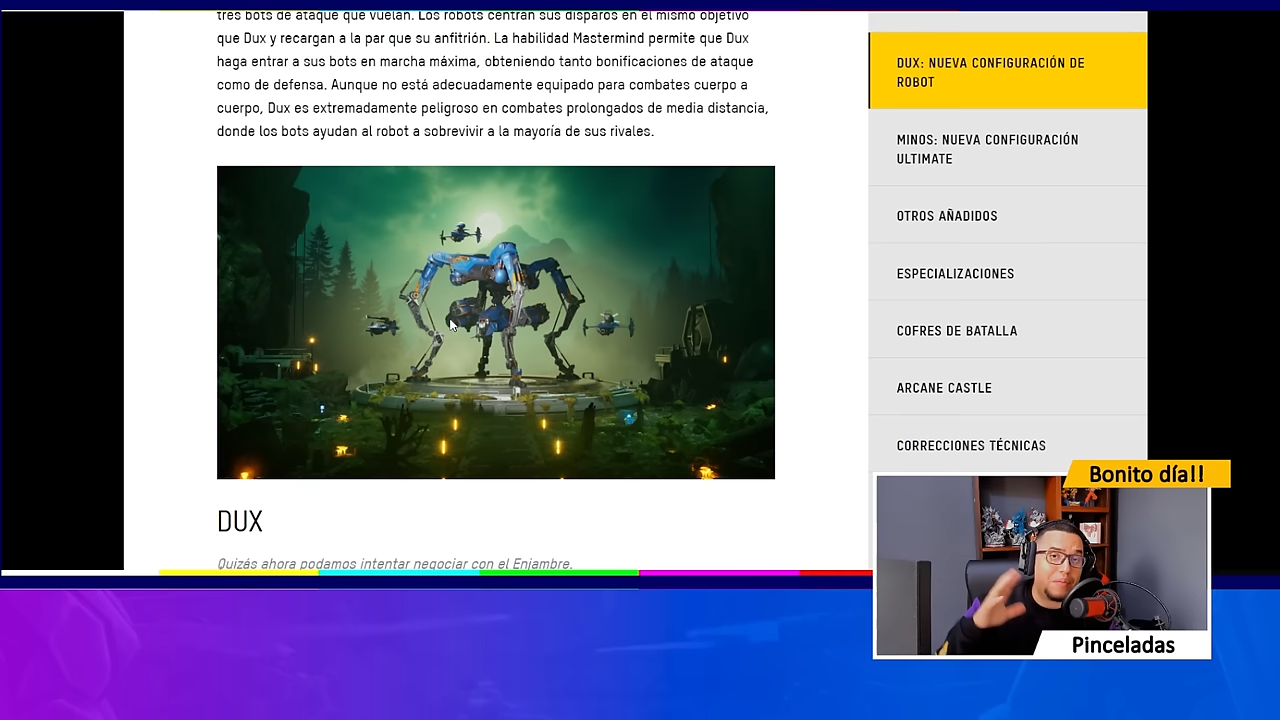 tres bots de ataque que vuelan. Los robots centran sus disparos en el mismo objetivo
que Dux y recargan a la par que su anfitrión. La habilidad Mastermind permite que Dux
haga entrar a sus bots en marcha máxima, obteniendo tanto bonificaciones de ataque
como de defensa. Aunque no está adecuadamente equipado para combates cuerpo a
cuerpo, Dux es extremadamente peligroso en combates prolongados de media distancia,
donde los bots ayudan al robot a sobrevivir a la mayoría de sus rivales.
DUX
Quizás ahora podamos intentar negociar con el Enjambre.
DUX: NUEVA CONFIGURACIÓN DE
ROBOT
MINOS: NUEVA CONFIGURACIÓN
ULTIMATE
OTROS AÑADIDOS
ESPECIALIZACIONES
COFRES DE BATALLA
ARCANE CASTLE
CORRECCIONES TÉCNICAS
Bonito día!!
Pinceladas